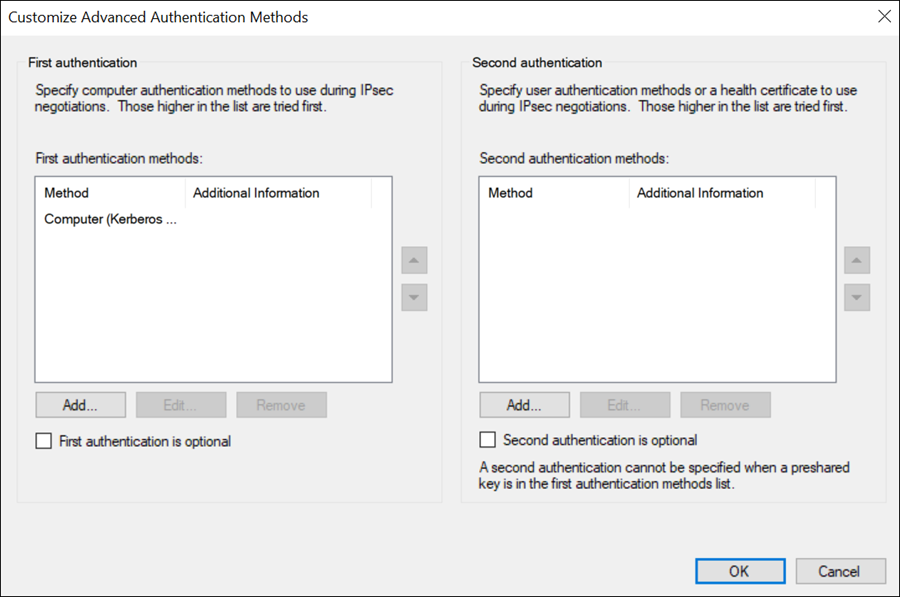 Customize Advanced Authentication Methods
First authentication
Specify computer authentication methods to use during IPsec
negotiations. Those higher in the list are tried first.
First authentication methods:
Method
Additional Information
Computer (Kerberos ...
Add...
Edit...
Remove
First authentication is optional
Second authentication
Specify user authentication methods or a health certificate to use
during IPsec negotiations. Those higher in the list are tried first.
Second authentication methods:
Method
Additional Information
Add...
Edit...
Remove
Second authentication is optional
A second authentication cannot be specified when a preshared
key is in the first authentication methods list.
OK
Cancel